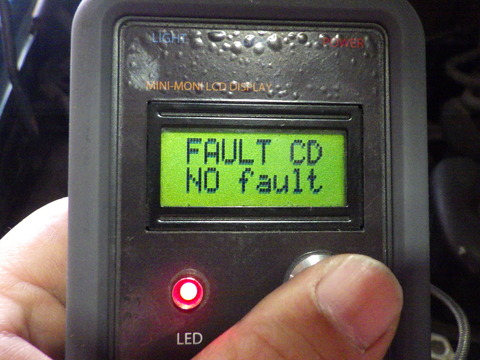 LIGHT POWER
MINI-MONI LCD DISPLAY
FAULT CD
NO fault
LED